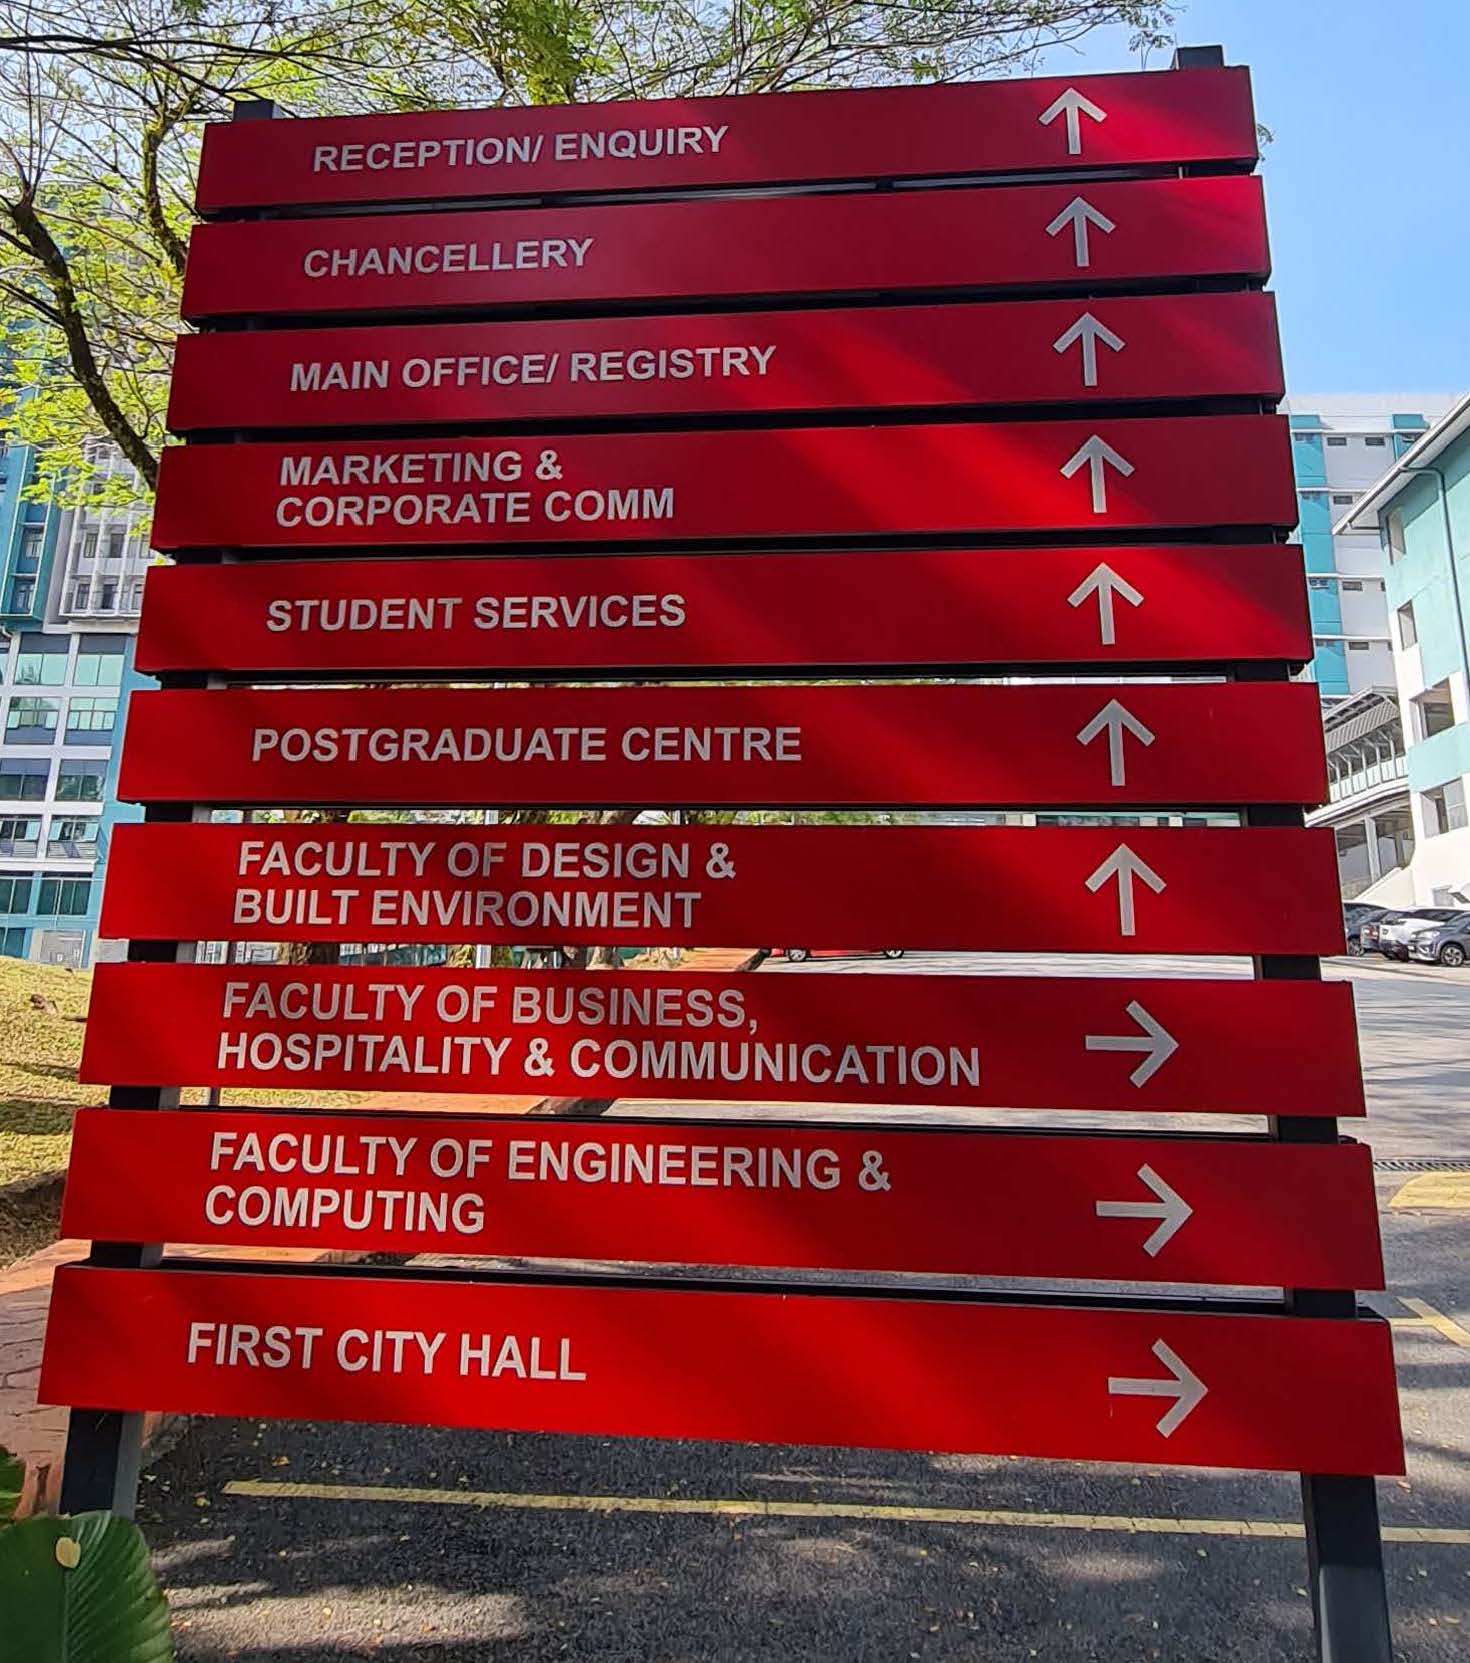 RECEPTION/ ENQUIRY
CHANCELLERY
MAIN OFFICE/ REGISTRY
MARKETING &
CORPORATE COMM
STUDENT SERVICES
POSTGRADUATE CENTRE
FACULTY OF DESIGN &
BUILT ENVIRONMENT
FACULTY OF BUSINESS,
HOSPITALITY & COMMUNICATION
FACULTY OF ENGINEERING &
COMPUTING
FIRST CITY HALL